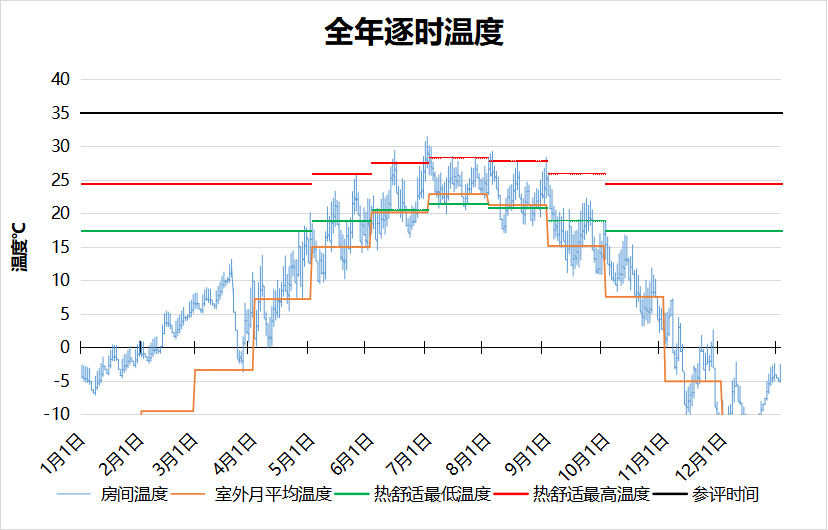 全年逐时温度
40
35
30
25
20
15
10
5
0
-5
-10
温度℃
1月1日
2月1日
3月1日
4月1日
5月1日
6月1日
7月1日
8月1日
9月1日
10月1日
11月1日
12月1日
房间温度 室外月平均温度 热舒适最低温度 热舒适最高温度 参评时间